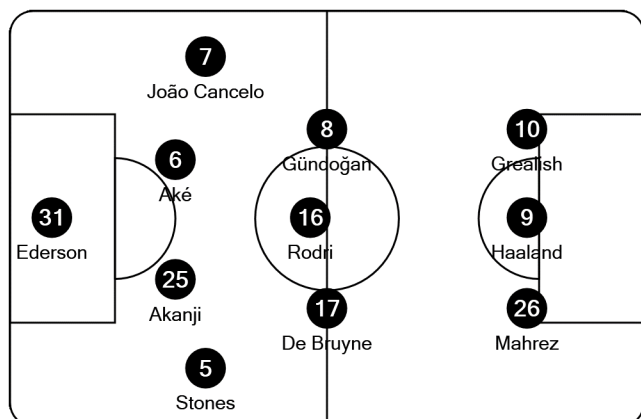 7
João Cancelo
8
Gündoğan
10
Grealish
6
Aké
31
Ederson
16
Rodri
9
Haaland
25
Akanji
17
De Bruyne
26
Mahrez
5
Stones